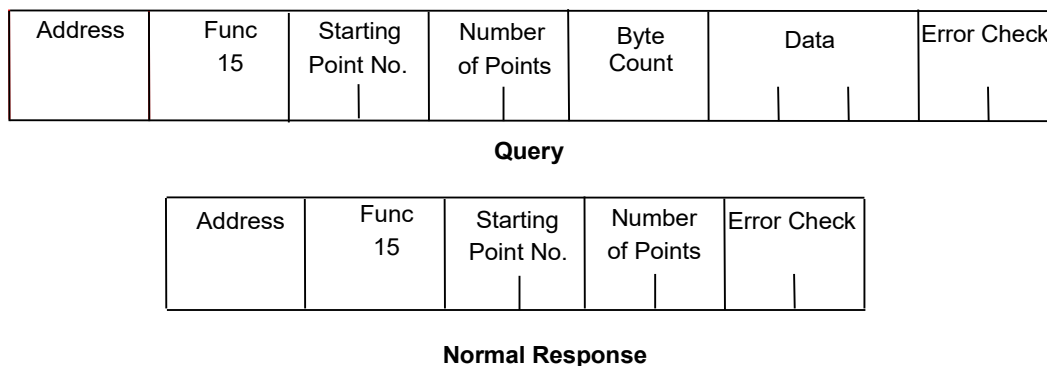 Address
Func
15
Starting
Point No.
Number
of Points
Byte
Count
Data
Error Check
Query
Address
Func
15
Starting
Point No.
Number
of Points
Error Check
Normal Response